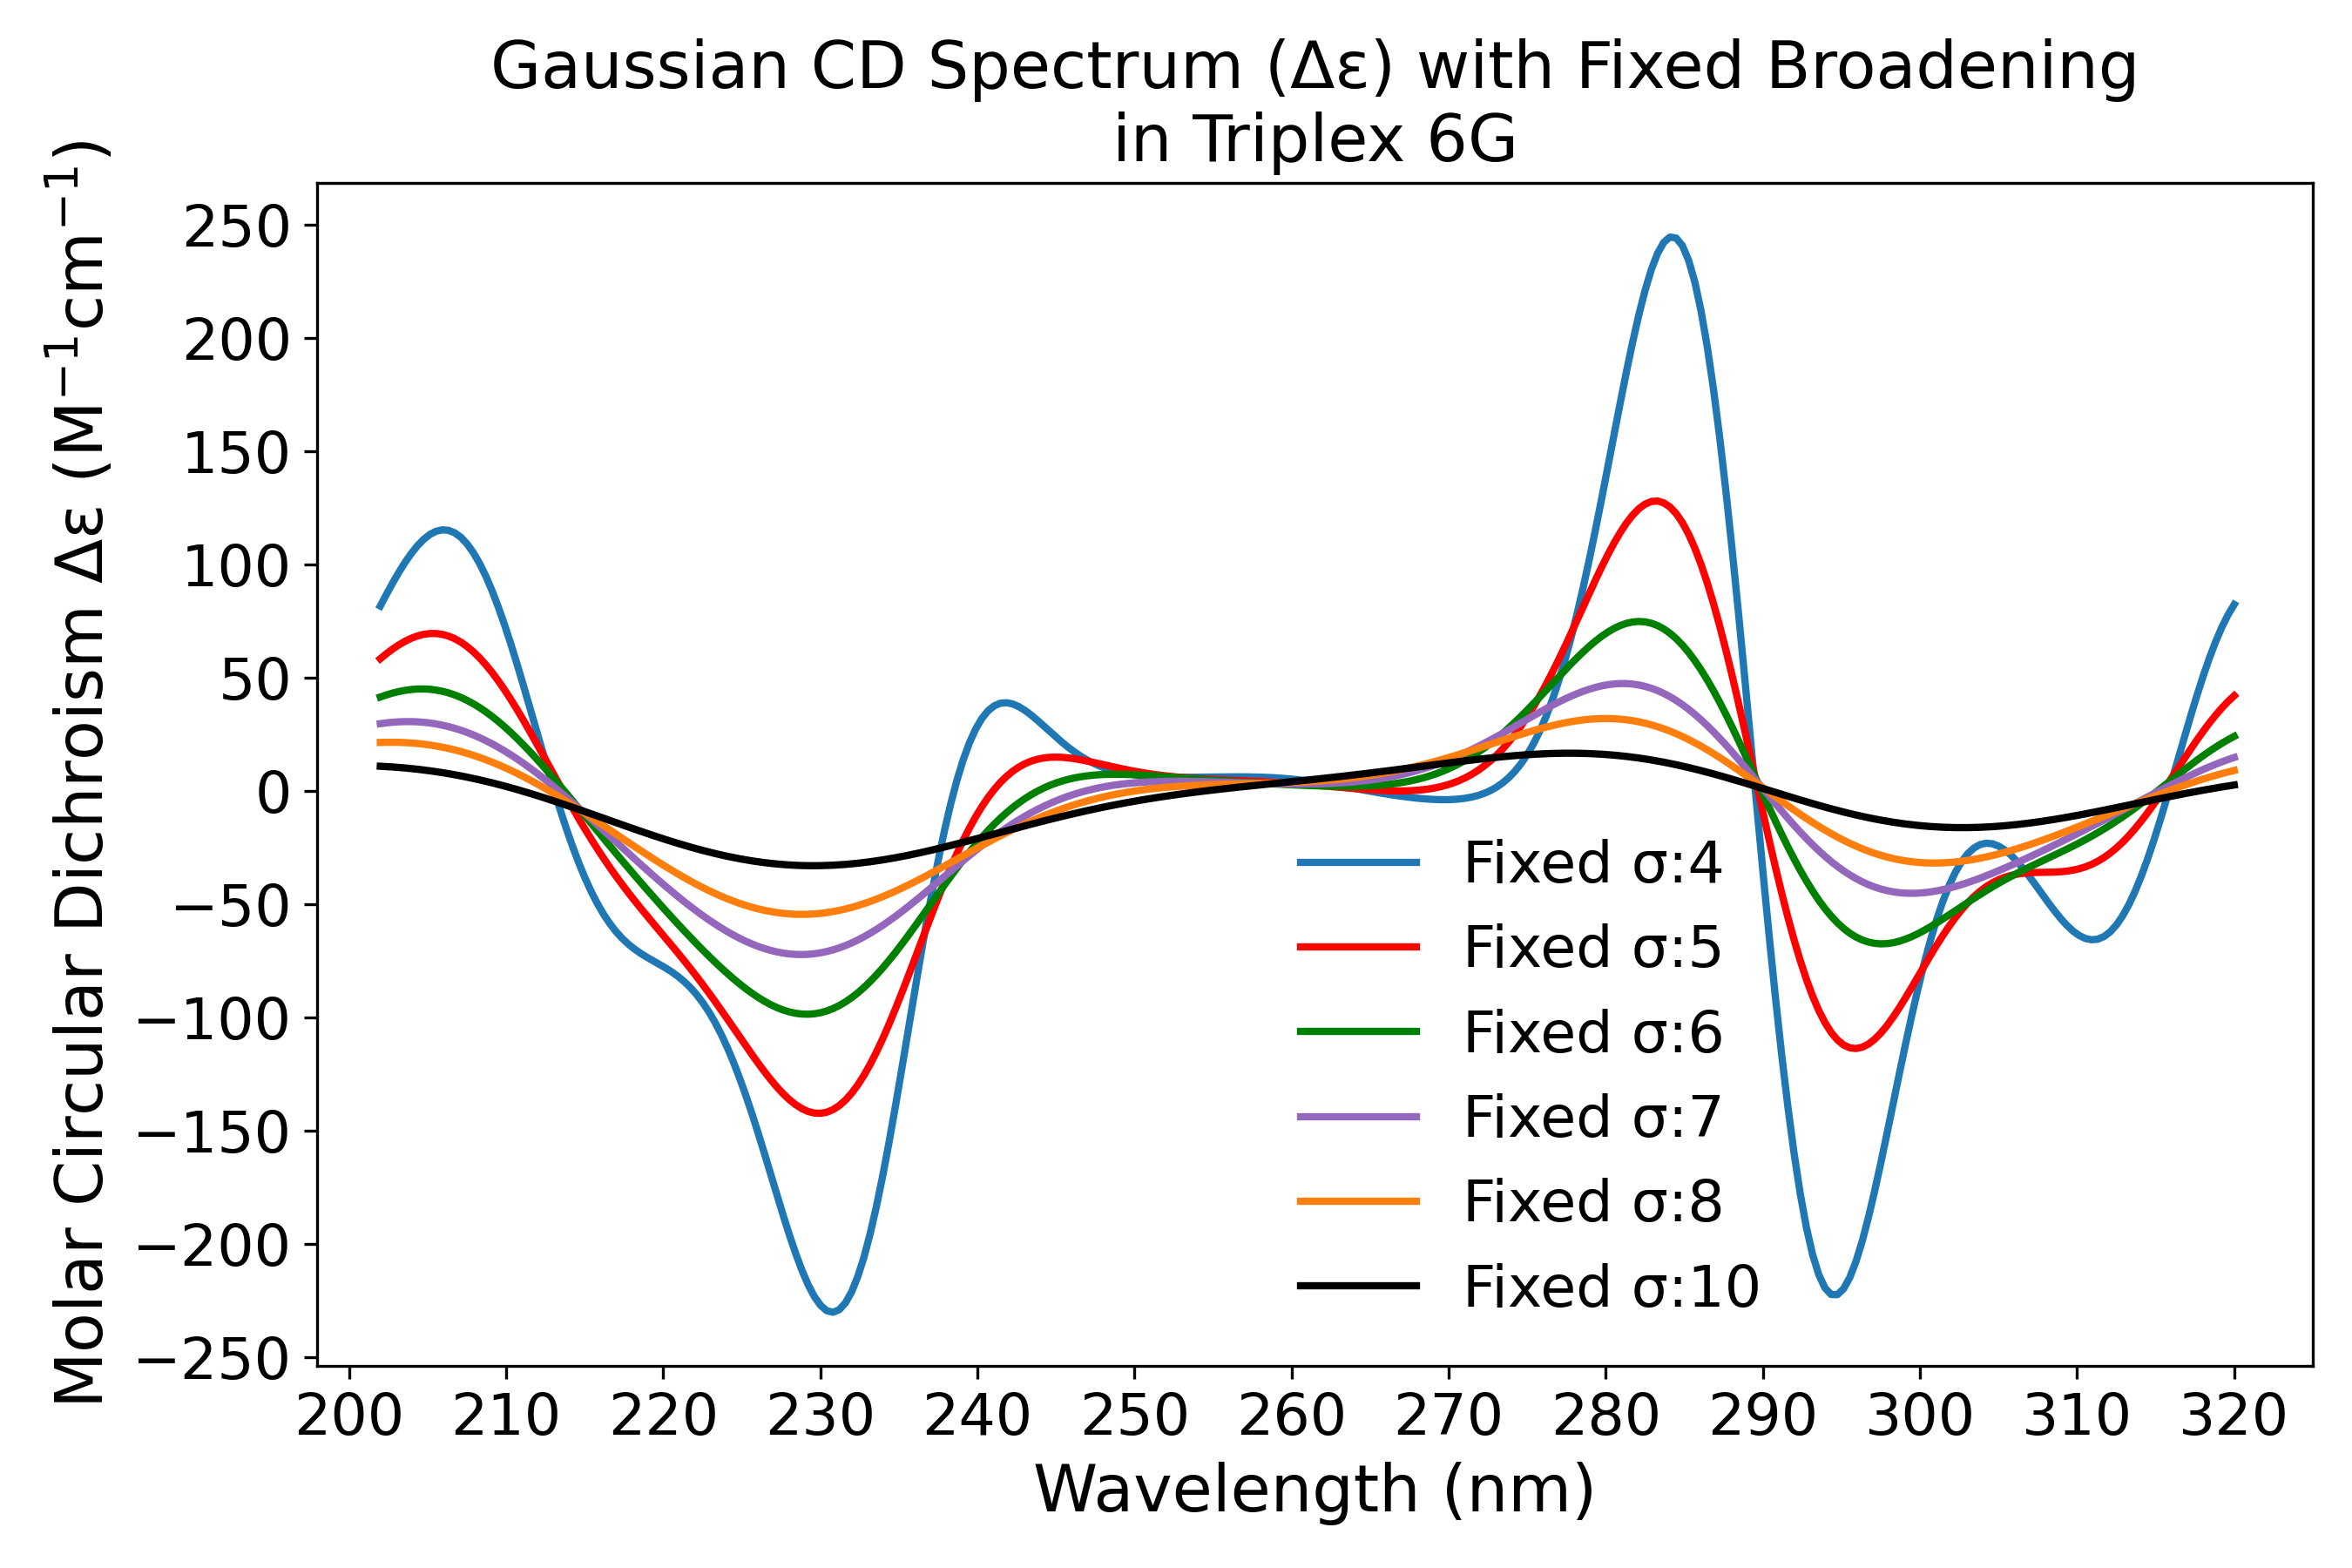 Gaussian CD Spectrum (Δε) with Fixed Broadening
in Triplex 6G
Molar Circular Dichroism Δε (M⁻¹cm⁻¹)
250
200
150
100
50
0
−50
−100
−150
−200
−250
Fixed σ:4
Fixed σ:5
Fixed σ:6
Fixed σ:7
Fixed σ:8
Fixed σ:10
200 210 220 230 240 250 260 270 280 290 300 310 320
Wavelength (nm)